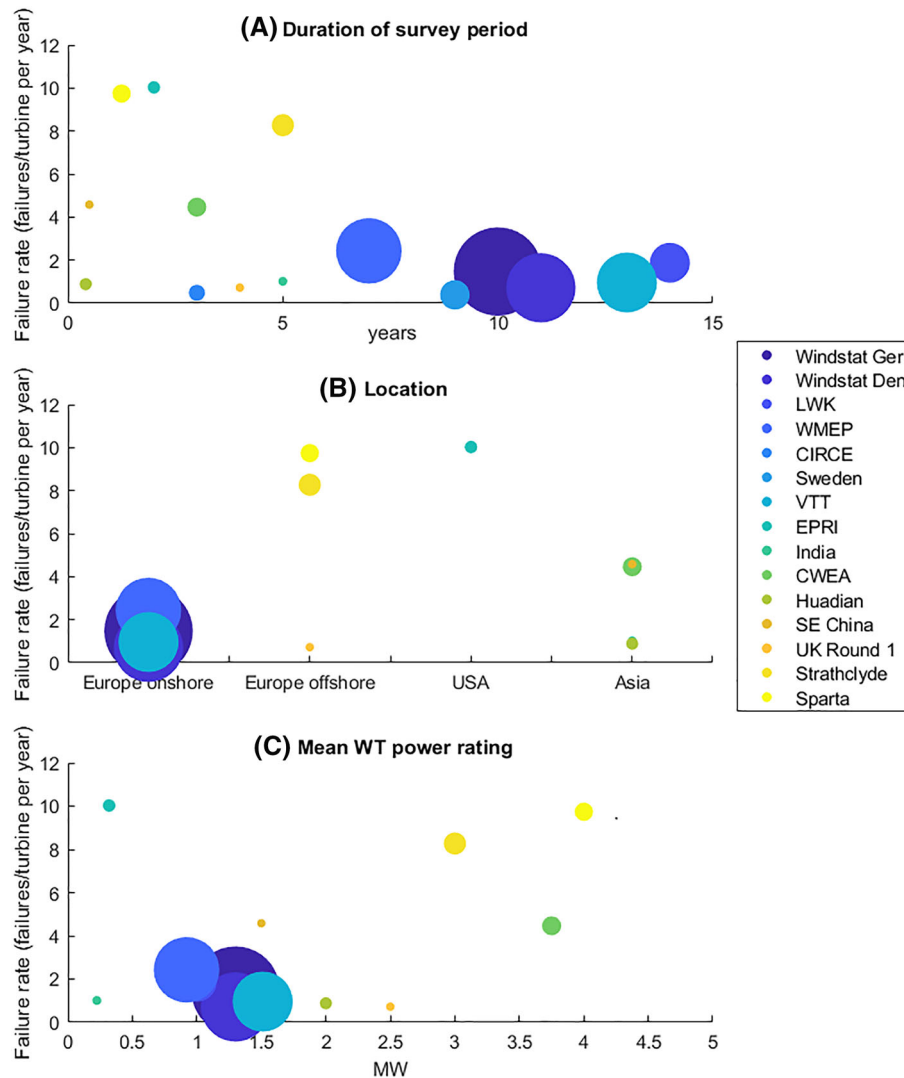 (A) Duration of survey period
Failure rate (failures/turbine per year)
12
10
8
6
4
2
0
0
5
10
15
years
(B) Location
Failure rate (failures/turbine per year)
12
10
8
6
4
2
0
Europe onshore
Europe offshore
USA
Asia
Windstat Ger
Windstat Den
LWK
WMEP
CIRCE
Sweden
VTT
EPRI
India
CWEA
Huadian
SE China
UK Round 1
Strathclyde
Sparta
(C) Mean WT power rating
Failure rate (failures/turbine per year)
12
10
8
6
4
2
0
0
0.5
1
1.5
2
2.5
3
3.5
4
4.5
5
MW